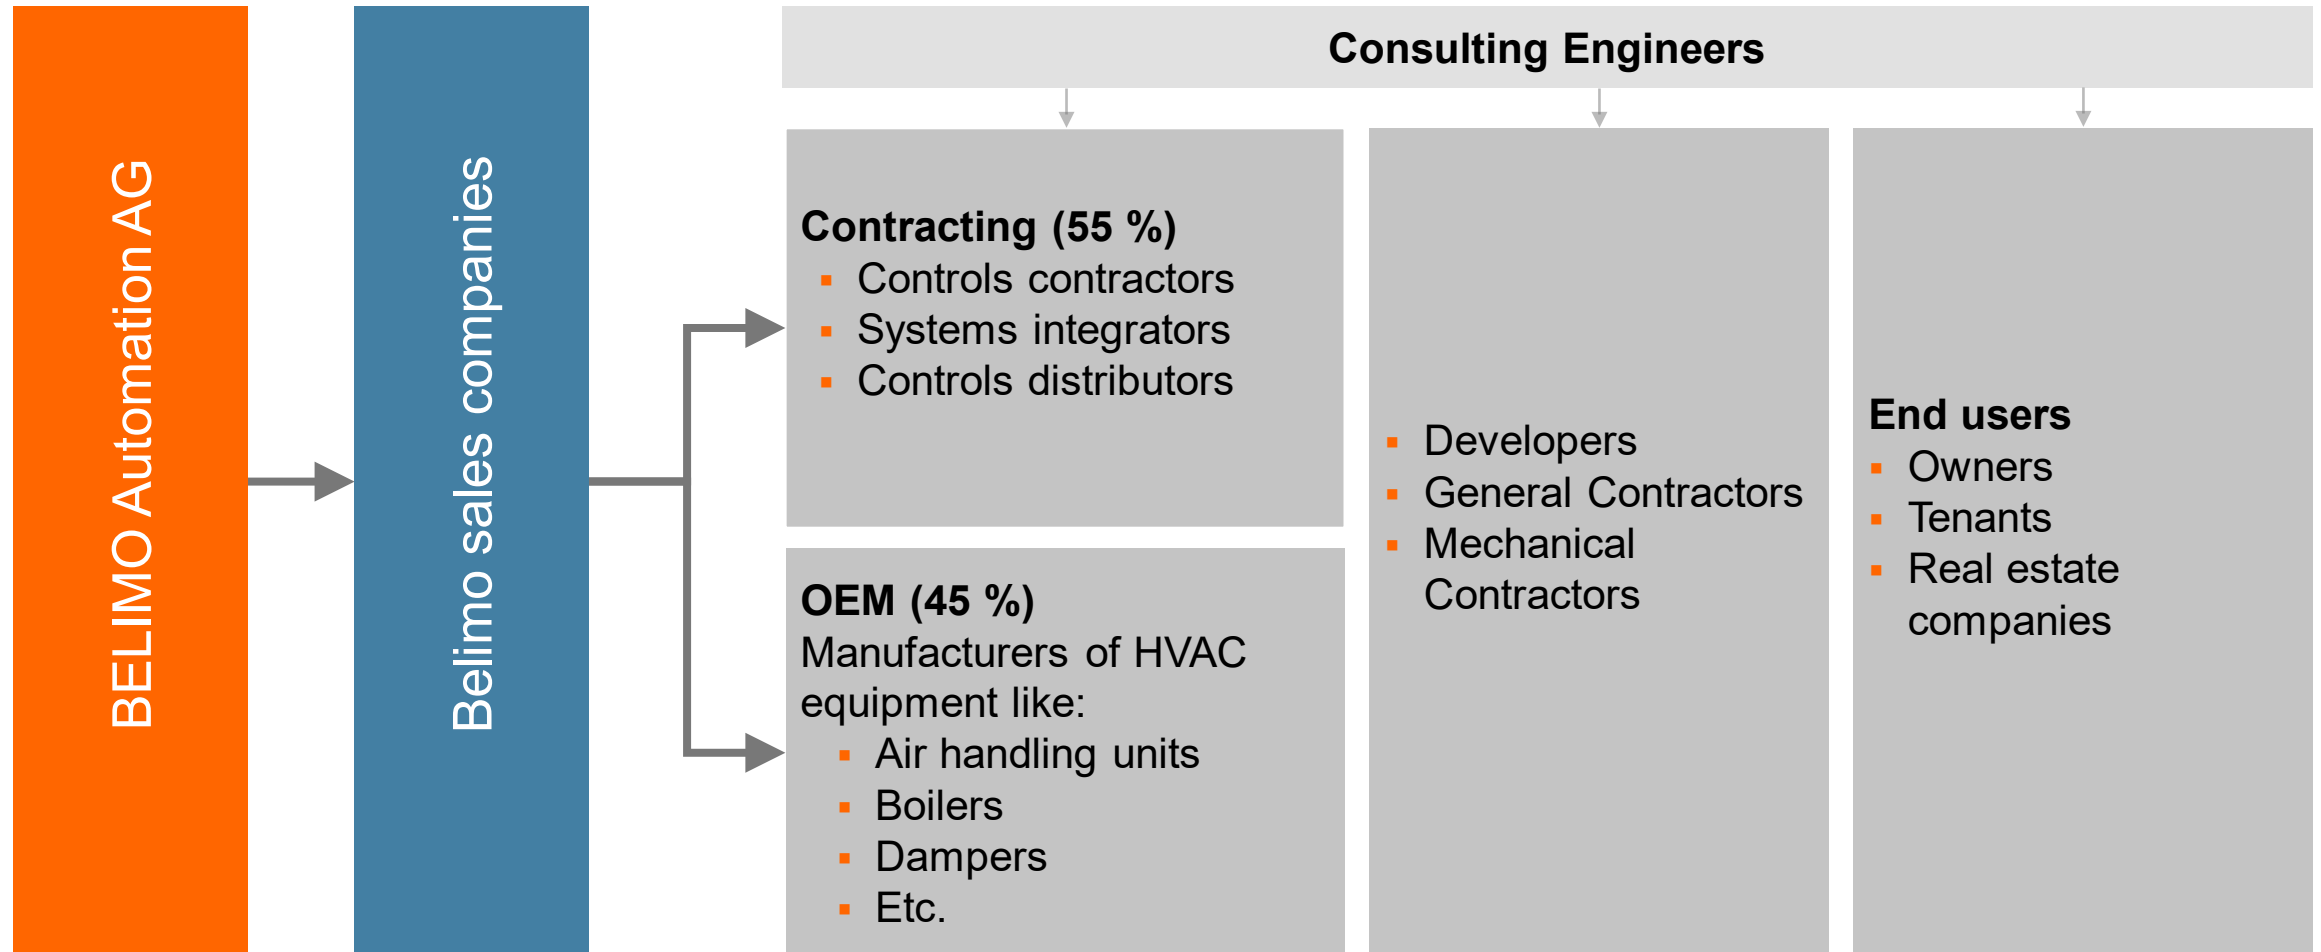 BELIMO Automation AG
Belimo sales companies
Consulting Engineers
Contracting (55 %)
▪ Controls contractors
▪ Systems integrators
▪ Controls distributors
OEM (45 %)
Manufacturers of HVAC
equipment like:
▪ Air handling units
▪ Boilers
▪ Dampers
▪ Etc.
▪ Developers
▪ General Contractors
▪ Mechanical
Contractors
End users
▪ Owners
▪ Tenants
▪ Real estate
companies